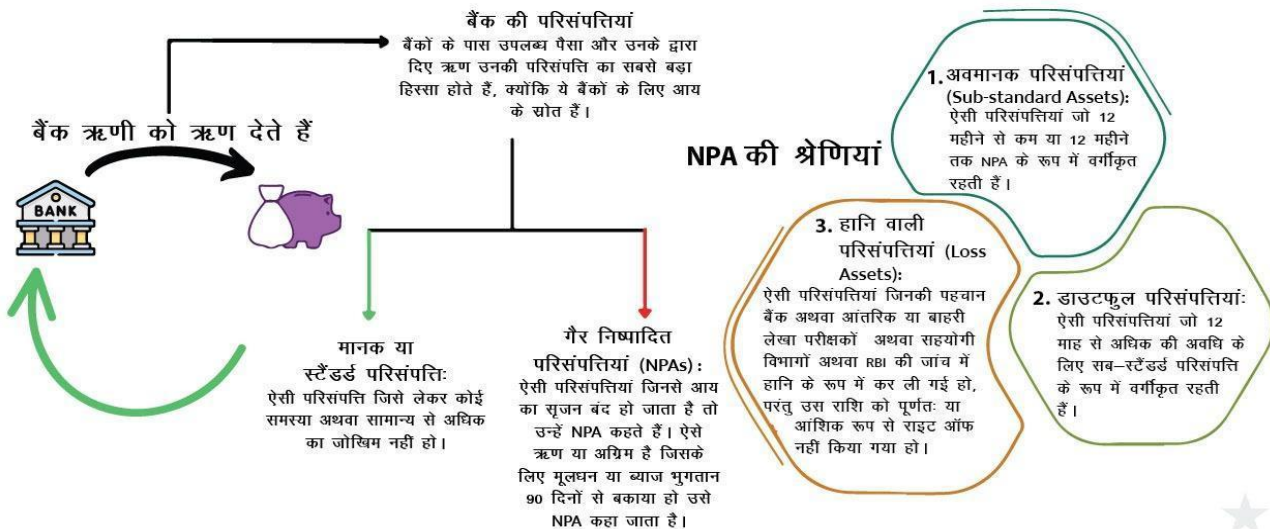 बैंक की परिसंपत्तियां
बैंकों के पास उपलब्ध पैसा और उनके द्वारा
दिए ऋण उनकी परिसंपत्ति का सबसे बड़ा
हिस्सा होते हैं, क्योंकि ये बैंकों के लिए आय
के स्रोत हैं।
बैंक ऋणी को ऋण देते हैं
BANK
मानक या
स्टैंडर्ड परिसंपत्तिः
ऐसी परिसंपत्ति जिसे लेकर कोई
समस्या अथवा सामान्य से अधिक
का जोखिम नहीं हो।
गैर निष्पादित
परिसंपत्तियां (NPAs) :
ऐसी परिसंपत्तियां जिनसे आय
का सृजन बंद हो जाता है तो
उन्हें NPA कहते हैं। ऐसे
ऋण या अग्रिम है जिसके
लिए मूलधन या ब्याज भुगतान
90 दिनों से बकाया हो उसे
NPA कहा जाता है।
NPA की श्रेणियां
1. अवमानक परिसंपत्तियां
(Sub-standard Assets):
ऐसी परिसंपत्तियां जो 12
महीने से कम या 12 महीने
तक NPA के रूप में वर्गीकृत
रहती हैं।
2. डाउटफुल परिसंपत्तियांः
ऐसी परिसंपत्तियां जो 12
माह से अधिक की अवधि के
लिए सब–स्टैंडर्ड परिसंपत्ति
के रूप में वर्गीकृत रहती
हैं।
3. हानि वाली
परिसंपत्तियां (Loss
Assets):
ऐसी परिसंपत्तियां जिनकी पहचान
बैंक अथवा आंतरिक या बाहरी
लेखा परीक्षकों अथवा सहयोगी
विभागों अथवा RBI की जांच में
हानि के रूप में कर ली गई हो,
परंतु उस राशि को पूर्णतः या
आंशिक रूप से राइट ऑफ
नहीं किया गया हो।